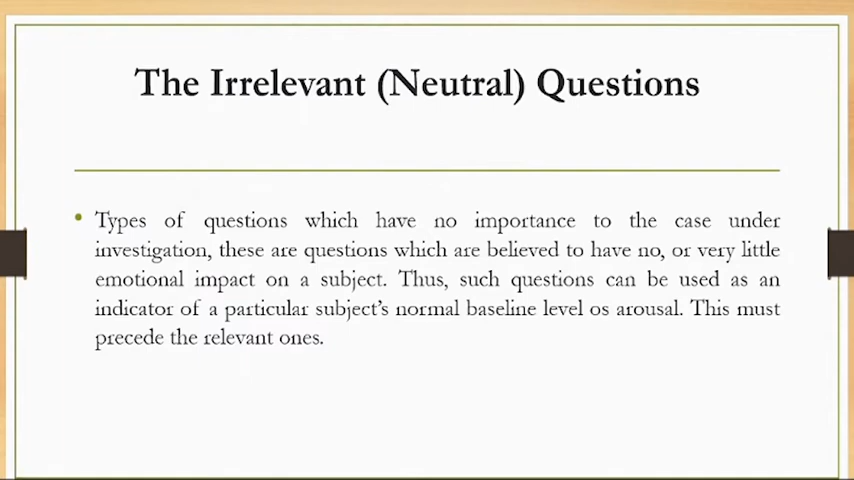 The Irrelevant (Neutral) Questions
• Types of questions which have no importance to the case under
investigation, these are questions which are believed to have no, or very little
emotional impact on a subject. Thus, such questions can be used as an
indicator of a particular subject’s normal baseline level os arousal. This must
precede the relevant ones.